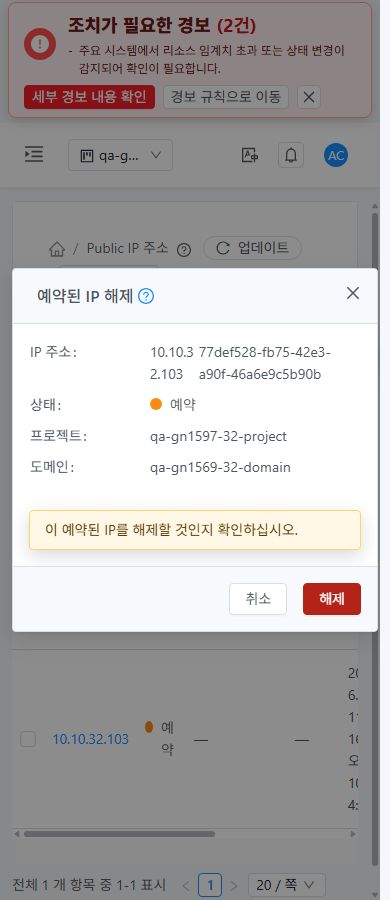 조치가 필요한 경보 (2건)
- 주요 시스템에서 리소스 임계치 초과 또는 상태 변경이
감지되어 확인이 필요합니다.
세부 경보 내용 확인 경보 규칙으로 이동
qa-g... AC
/ Public IP 주소 업데이트
예약된 IP 해제
IP 주소: 10.10.3 77def528-fb75-42e3-
2.103 a90f-46a6e9c5b90b
상태: 예약
프로젝트: qa-gn1597-32-project
도메인: qa-gn1569-32-domain
이 예약된 IP를 해제할 것인지 확인하십시오.
취소 해제
10.10.32.103 예
약 — —
전체 1 개 항목 중 1-1 표시 < 1 > 20 / 쪽